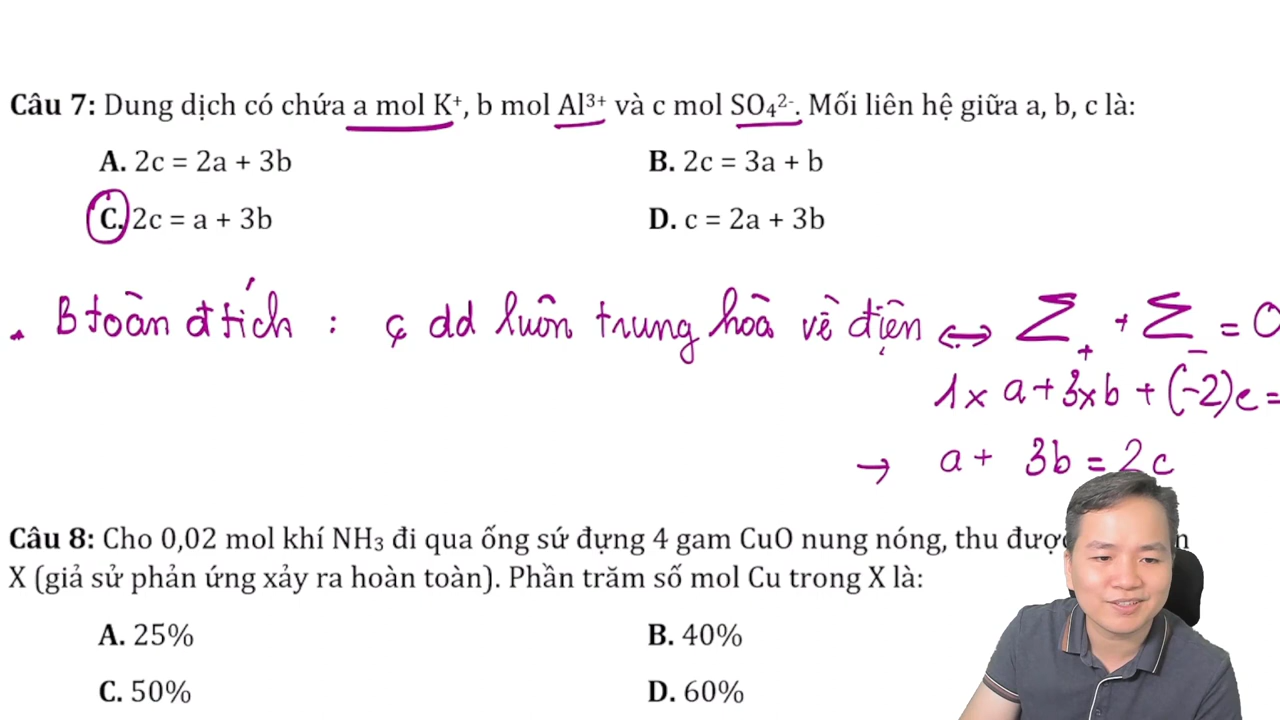 Câu 7: Dung dịch có chứa a mol K⁺, b mol Al³⁺ và c mol SO₄²⁻. Mối liên hệ giữa a, b, c là:
A. 2c = 2a + 3b
B. 2c = 3a + b
C. 2c = a + 3b
D. c = 2a + 3b
. B toàn đ tích : ç dd luôn trung hoà về điện ↔ Σ₊ + Σ₋ = 0
1 x a + 3 x b + (-2)c =
→ a + 3b = 2c
Câu 8: Cho 0,02 mol khí NH₃ đi qua ống sứ đựng 4 gam CuO nung nóng, thu được
X (giả sử phản ứng xảy ra hoàn toàn). Phần trăm số mol Cu trong X là:
A. 25%
B. 40%
C. 50%
D. 60%